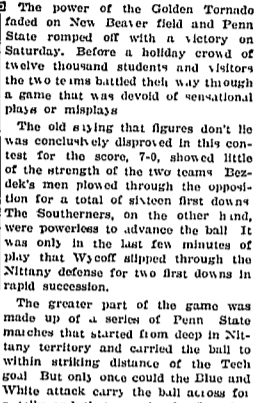 The power of the Golden Tornado
faded on New Beaver field and Penn
State romped off with a victory on
Saturday. Before a holiday crowd of
twelve thousand students and visitors
the two teams battled their way through
a game that was devoid of sensational
plays or misplays
The old saying that figures don't lie
was conclusively disproved in this con-
test for the score, 7-0, showed little
of the strength of the two teams Bez-
dek's men plowed through the opposi-
tion for a total of sixteen first downs
The Southerners, on the other hand,
were powerless to advance the ball It
was only in the last few minutes of
play that Wycoff slipped through the
Nittany defense for two first downs in
rapid succession.
The greater part of the game was
made up of a series of Penn State
marches that started from deep in Nit-
tany territory and carried the ball to
within striking distance of the Tech
goal But only once could the Blue and
White attack carry the ball across for